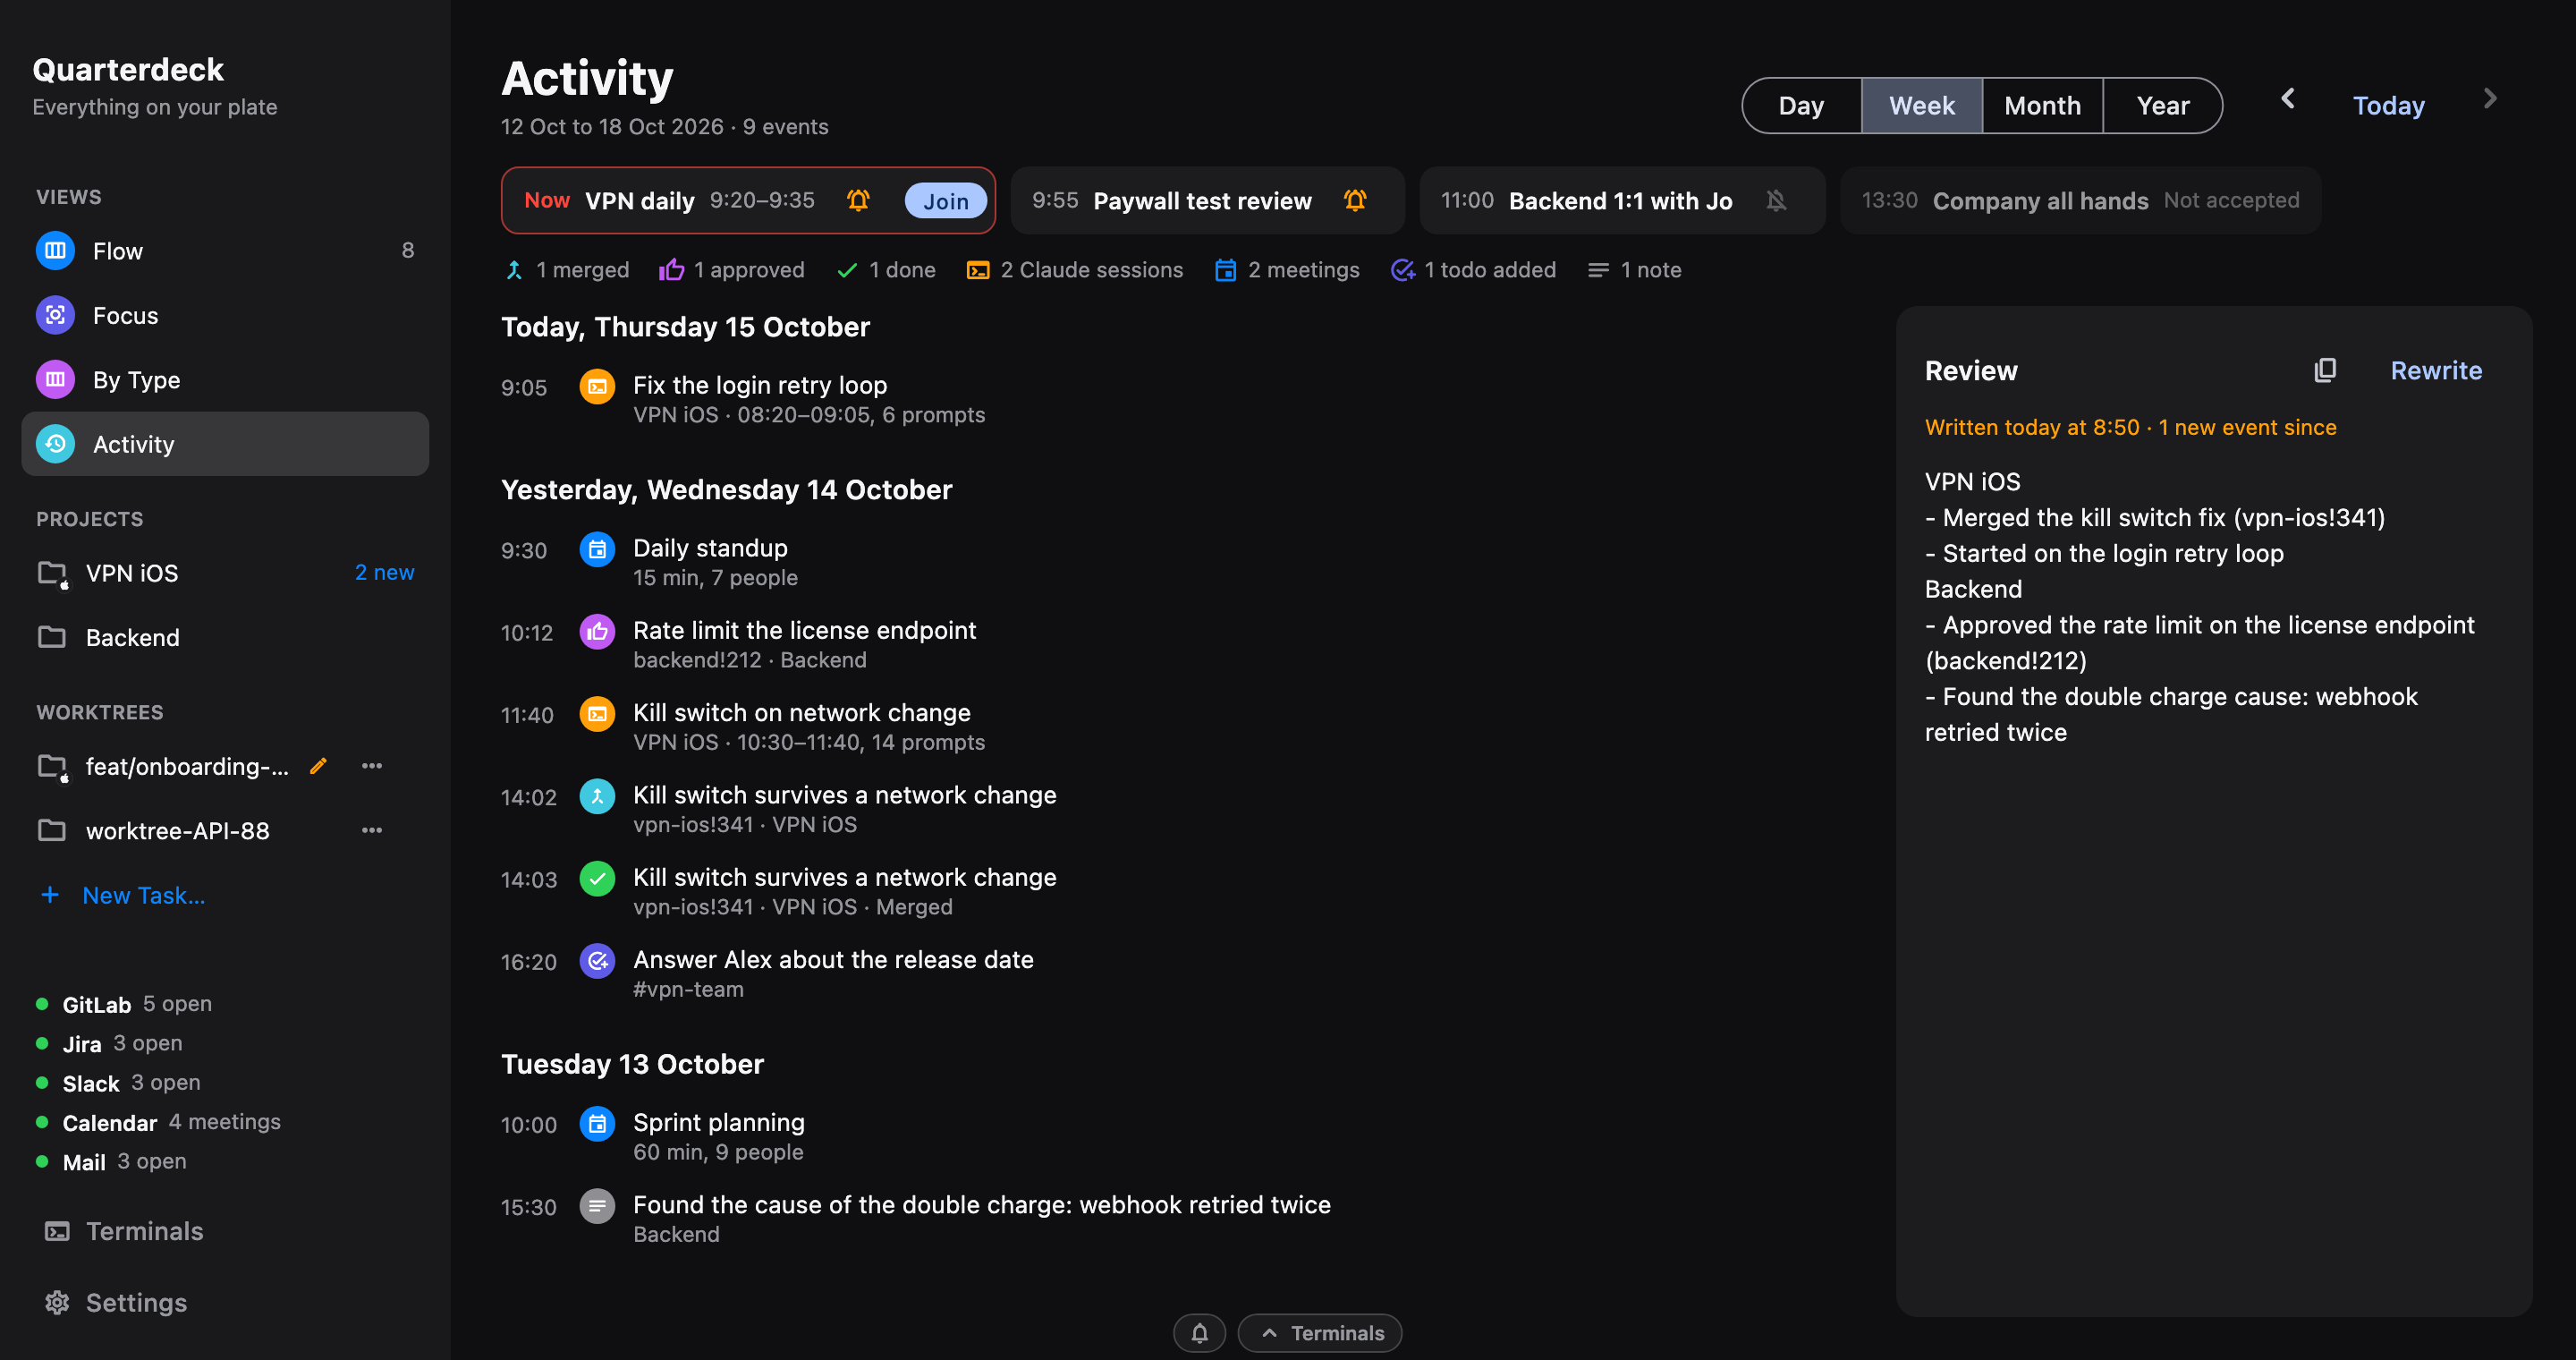 Quarterdeck
Everything on your plate
VIEWS
Flow 8
Focus
By Type
Activity
PROJECTS
VPN iOS 2 new
Backend
WORKTREES
feat/onboarding-...
worktree-API-88
+ New Task...
GitLab 5 open
Jira 3 open
Slack 3 open
Calendar 4 meetings
Mail 3 open
Terminals
Settings
Activity
12 Oct to 18 Oct 2026 · 9 events
Day Week Month Year Today
Now VPN daily 9:20–9:35 Join
9:55 Paywall test review
11:00 Backend 1:1 with Jo
13:30 Company all hands Not accepted
1 merged 1 approved 1 done 2 Claude sessions 2 meetings 1 todo added 1 note
Today, Thursday 15 October
9:05 Fix the login retry loop
VPN iOS · 08:20–09:05, 6 prompts
Yesterday, Wednesday 14 October
9:30 Daily standup
15 min, 7 people
10:12 Rate limit the license endpoint
backend!212 · Backend
11:40 Kill switch on network change
VPN iOS · 10:30–11:40, 14 prompts
14:02 Kill switch survives a network change
vpn-ios!341 · VPN iOS
14:03 Kill switch survives a network change
vpn-ios!341 · VPN iOS · Merged
16:20 Answer Alex about the release date
#vpn-team
Tuesday 13 October
10:00 Sprint planning
60 min, 9 people
15:30 Found the cause of the double charge: webhook retried twice
Backend
Review Rewrite
Written today at 8:50 · 1 new event since
VPN iOS
- Merged the kill switch fix (vpn-ios!341)
- Started on the login retry loop
Backend
- Approved the rate limit on the license endpoint
(backend!212)
- Found the double charge cause: webhook
retried twice
Terminals